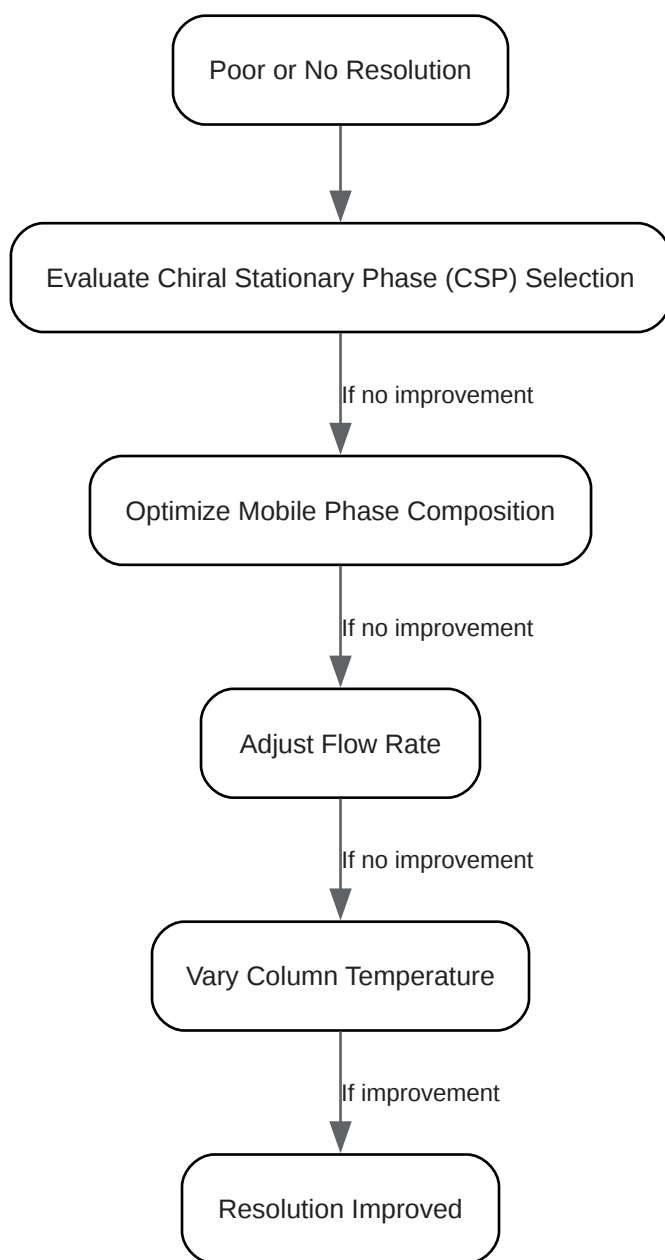 Poor or No Resolution
Evaluate Chiral Stationary Phase (CSP) Selection
If no improvement
Optimize Mobile Phase Composition
If no improvement
Adjust Flow Rate
If no improvement
Vary Column Temperature
If improvement
Resolution Improved